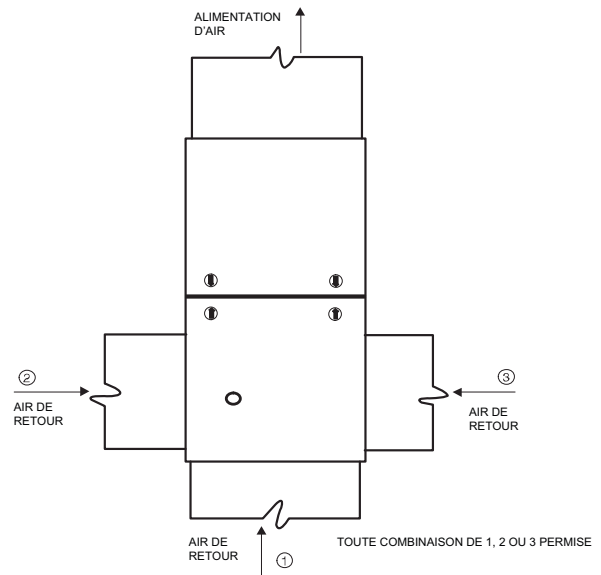 ALIMENTATION
D'AIR
②
AIR DE
RETOUR
③
AIR DE
RETOUR
AIR DE
RETOUR
①
TOUTE COMBINAISON DE 1, 2 OU 3 PERMISE